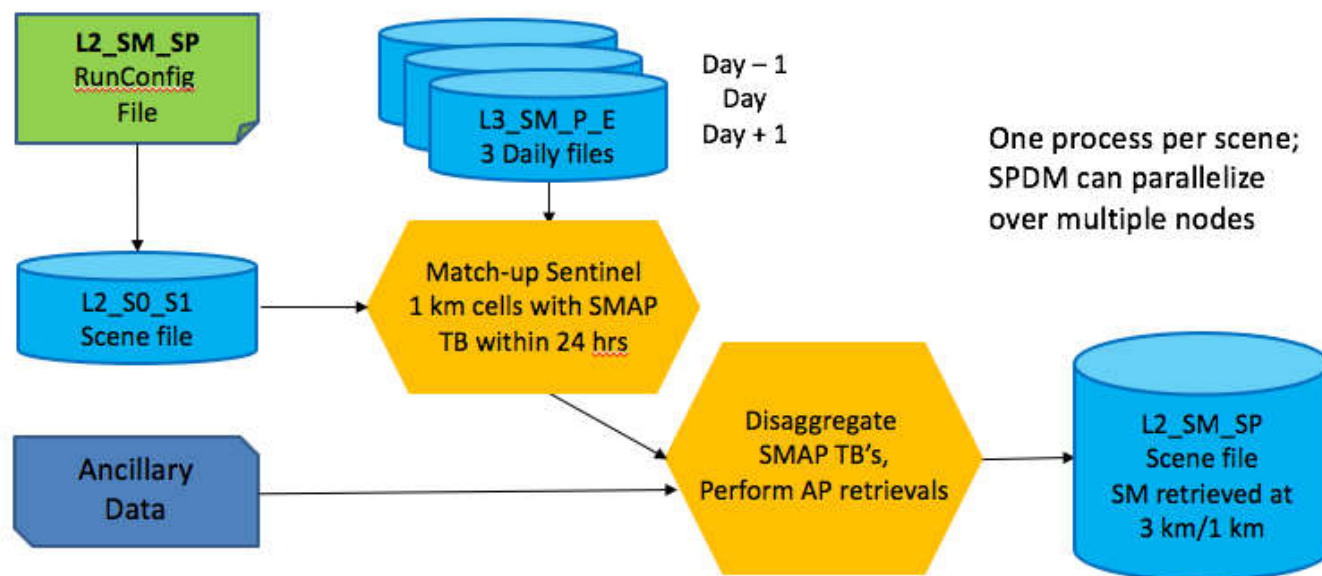 L2_SM_SP
RunConfig
File
L3_SM_P_E
3 Daily files
Day – 1
Day
Day + 1
One process per scene;
SPDM can parallelize
over multiple nodes
L2_S0_S1
Scene file
Match-up Sentinel
1 km cells with SMAP
TB within 24 hrs
Ancillary
Data
Disaggregate
SMAP TB's,
Perform AP retrievals
L2_SM_SP
Scene file
SM retrieved at
3 km/1 km